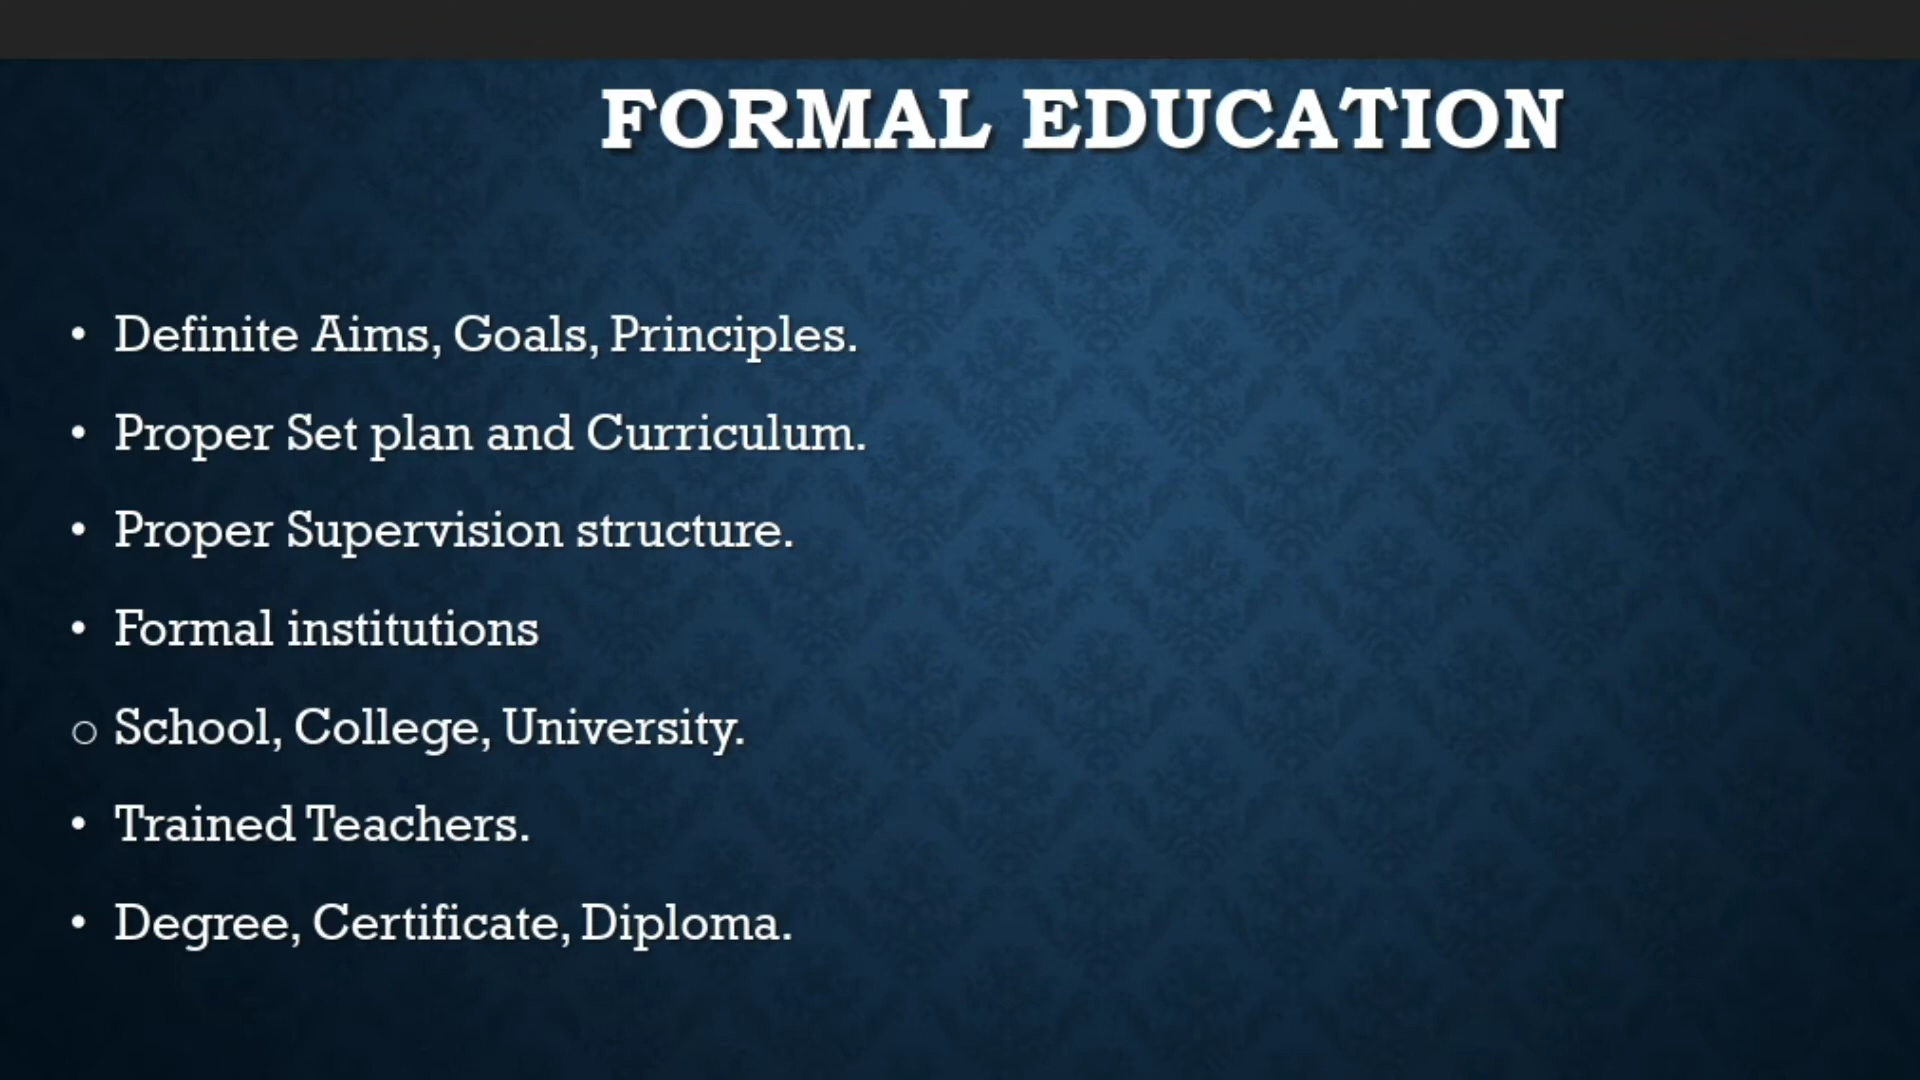 FORMAL EDUCATION
• Definite Aims, Goals, Principles.
• Proper Set plan and Curriculum.
• Proper Supervision structure.
• Formal institutions
o School, College, University.
• Trained Teachers.
• Degree, Certificate, Diploma.